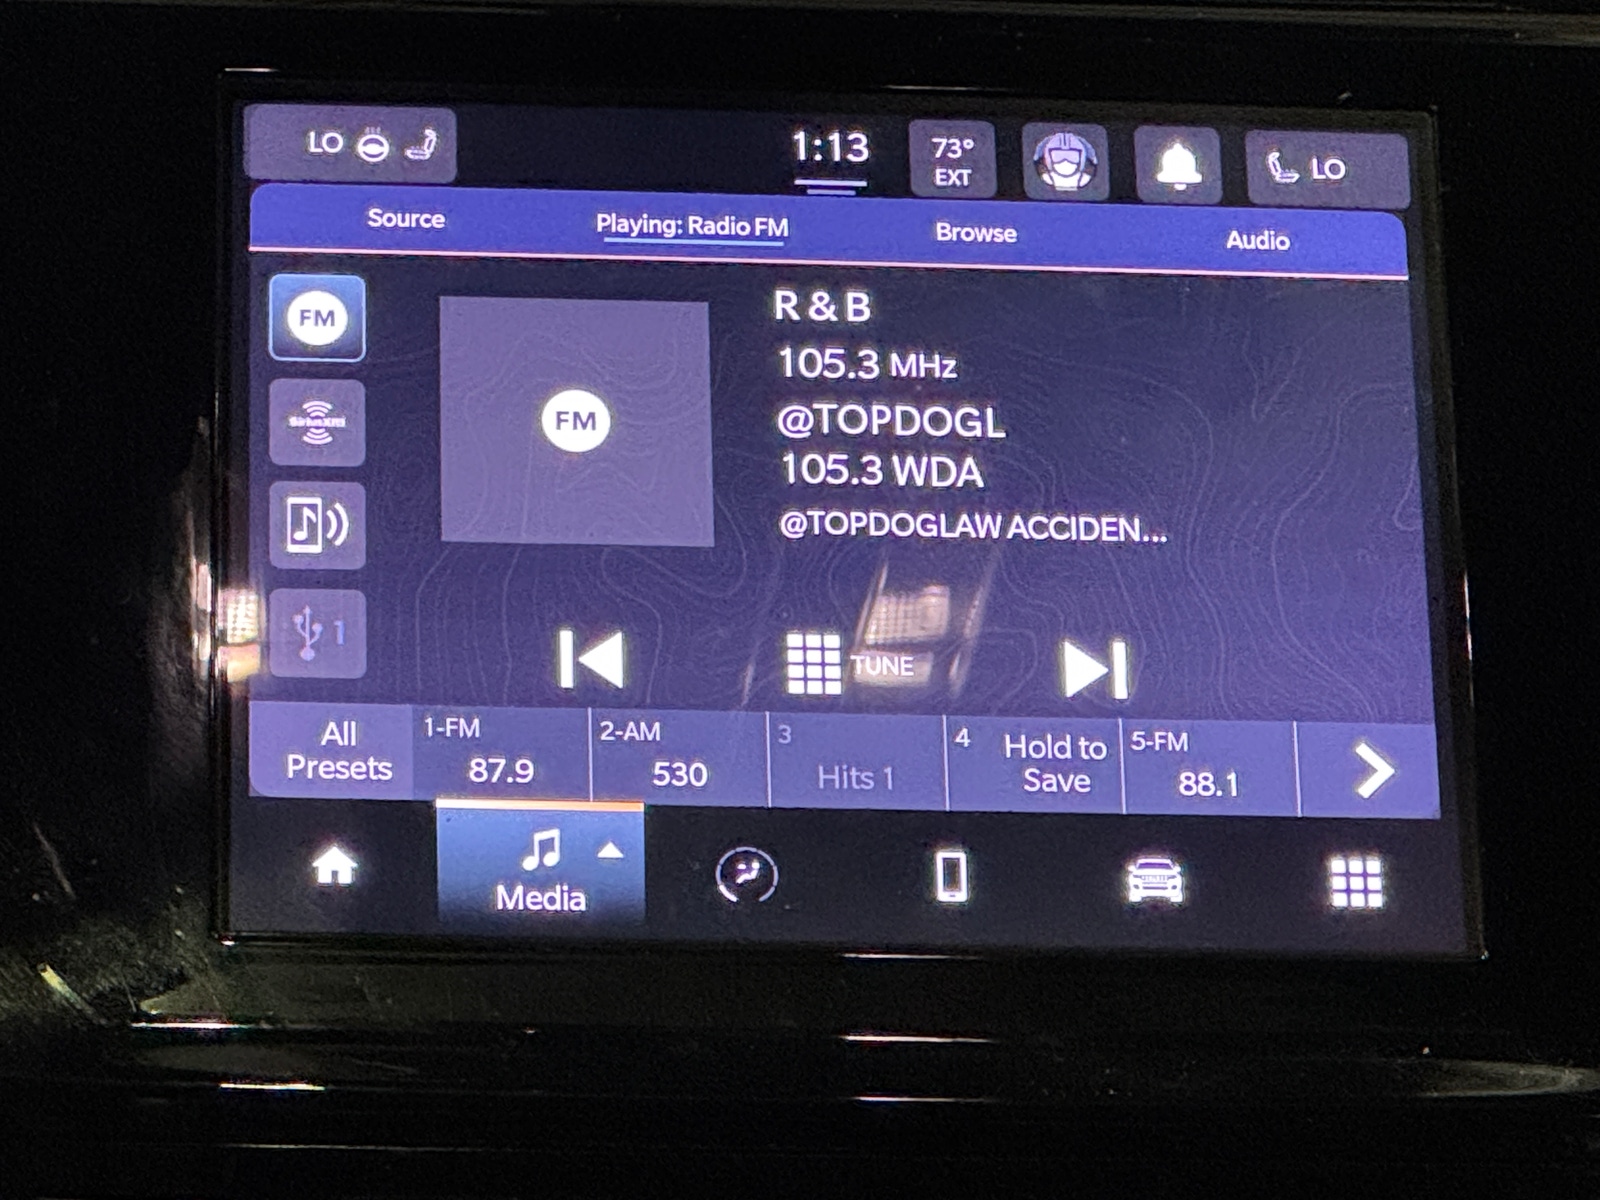 LO
1:13
73°
EXT
LO
Source
Playing: Radio FM
Browse
Audio
FM
SiriusXM
1
FM
R & B
105.3 MHz
@TOPDOGL
105.3 WDA
@TOPDOGLAW ACCIDEN...
TUNE
All
Presets
1-FM
87.9
2-AM
530
3
Hits 1
4
Hold to
Save
5-FM
88.1
Media